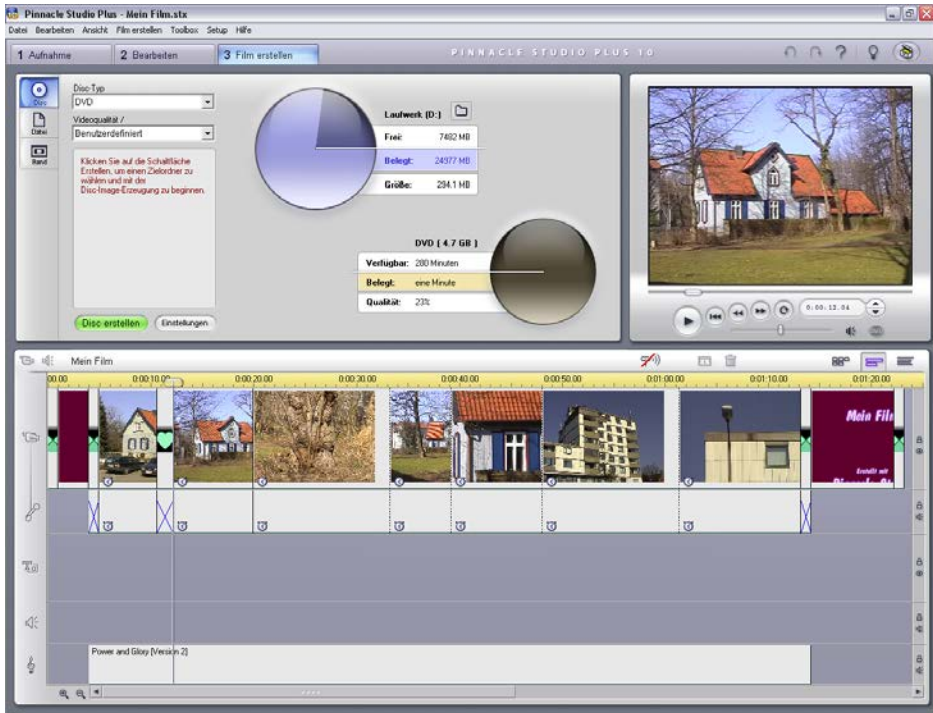 Pinnacle Studio Plus - Mein Film.stx
Datei Bearbeiten Ansicht Film erstellen Toolbox Setup Hilfe
1 Aufnahme 2 Bearbeiten 3 Film erstellen PINNACLE STUDIO PLUS 10
Disc
Datei
Band
Disc-Typ
DVD
Videoqualität /
Benutzerdefiniert
Klicken Sie auf die Schaltfläche
Erstellen, um einen Zielordner zu
wählen und mit der
Disc-Image-Erzeugung zu beginnen.
Disc erstellen Einstellungen
Laufwerk (D:)
Frei: 7482 MB
Belegt: 24977 MB
Größe: 294.1 MB
DVD ( 4.7 GB )
Verfügbar: 280 Minuten
Belegt: eine Minute
Qualität: 23%
0:00:12.04
Mein Film
00.00 0:00:10.00 0:00:20.00 0:00:30.00 0:00:40.00 0:00:50.00 0:01:00.00 0:01:10.00 0:01:20.00
Mein Fil
Erstellt mit
Power and Glory [Version 2]